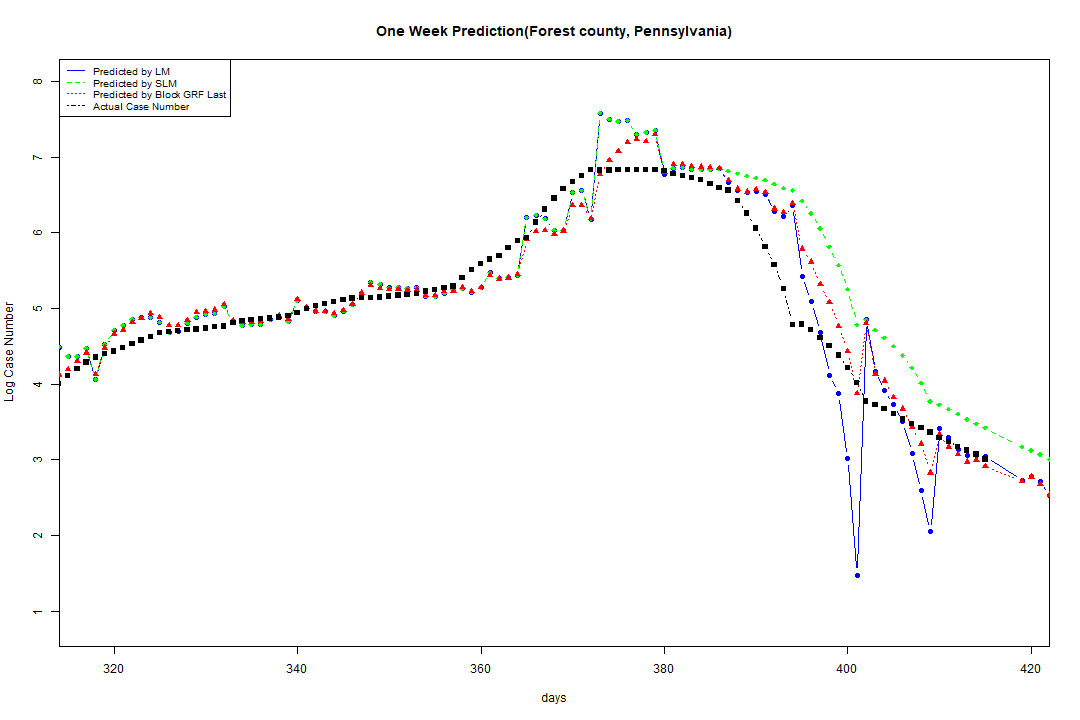 One Week Prediction(Forest county, Pennsylvania)
Predicted by LM
Predicted by SLM
Predicted by Block GRF Last
Actual Case Number
8
7
6
5
4
3
2
1
Log Case Number
320 340 360 380 400 420
days